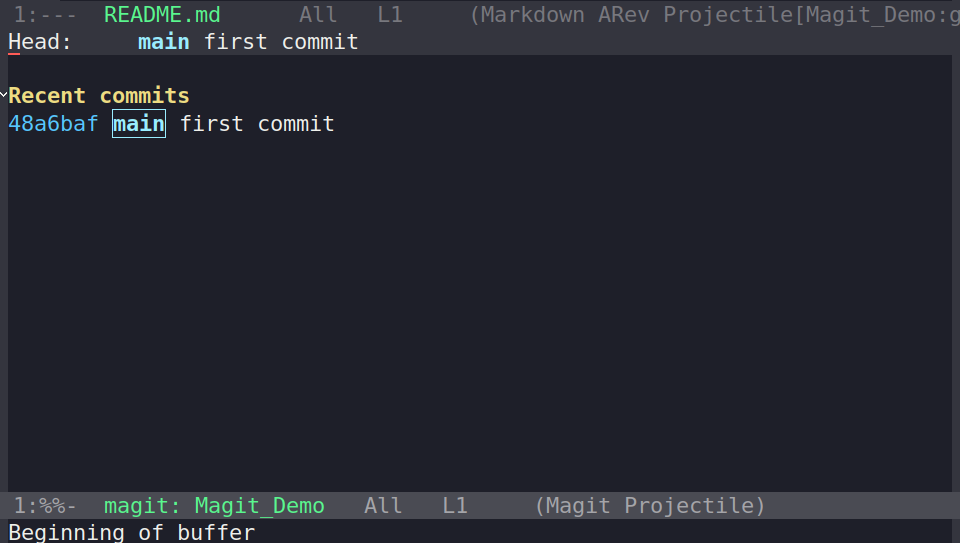 1:--- README.md All L1 (Markdown ARev Projectile[Magit_Demo:g
Head: main first commit
Recent commits
48a6baf main first commit
1:%%- magit: Magit_Demo All L1 (Magit Projectile)
Beginning of buffer